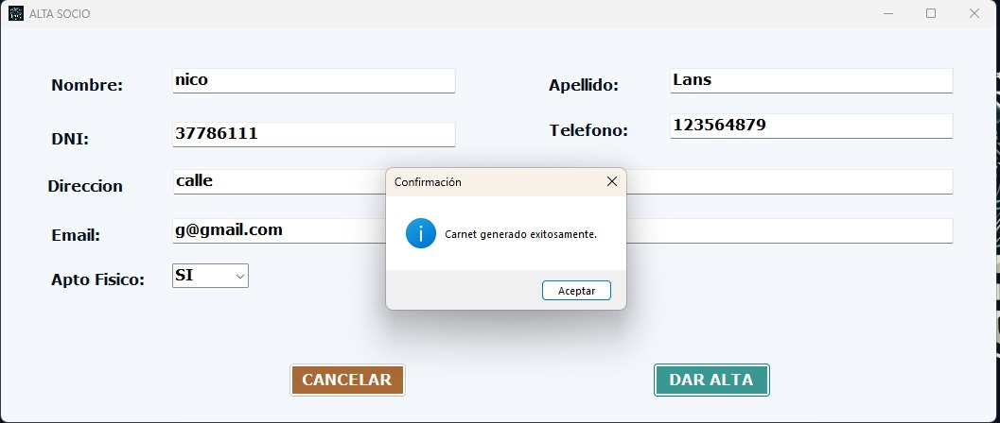 ALTA SOCIO
Nombre: nico
Apellido: Lans
DNI: 37786111
Telefono: 123564879
Direccion calle
Email: g@gmail.com
Apto Fisico: SI
Confirmación
Carnet generado exitosamente.
Aceptar
CANCELAR
DAR ALTA